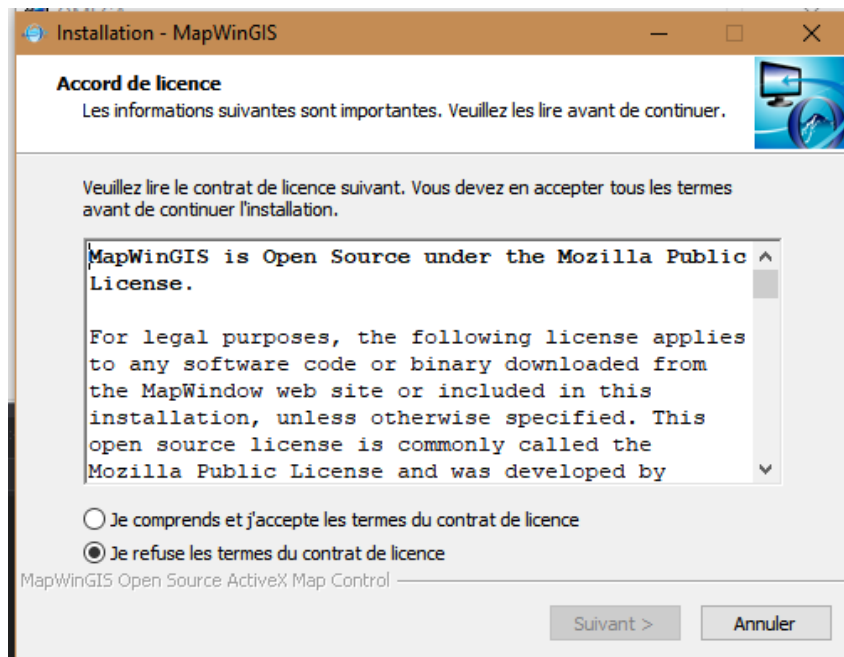 Installation - MapWinGIS
Accord de licence
Les informations suivantes sont importantes. Veuillez les lire avant de continuer.
Veuillez lire le contrat de licence suivant. Vous devez en accepter tous les termes
avant de continuer l'installation.
MapWinGIS is Open Source under the Mozilla Public
License.
For legal purposes, the following license applies
to any software code or binary downloaded from
the MapWindow web site or included in this
installation, unless otherwise specified. This
open source license is commonly called the
Mozilla Public License and was developed by
Je comprends et j'accepte les termes du contrat de licence
Je refuse les termes du contrat de licence
MapWinGIS Open Source ActiveX Map Control
Suivant >
Annuler